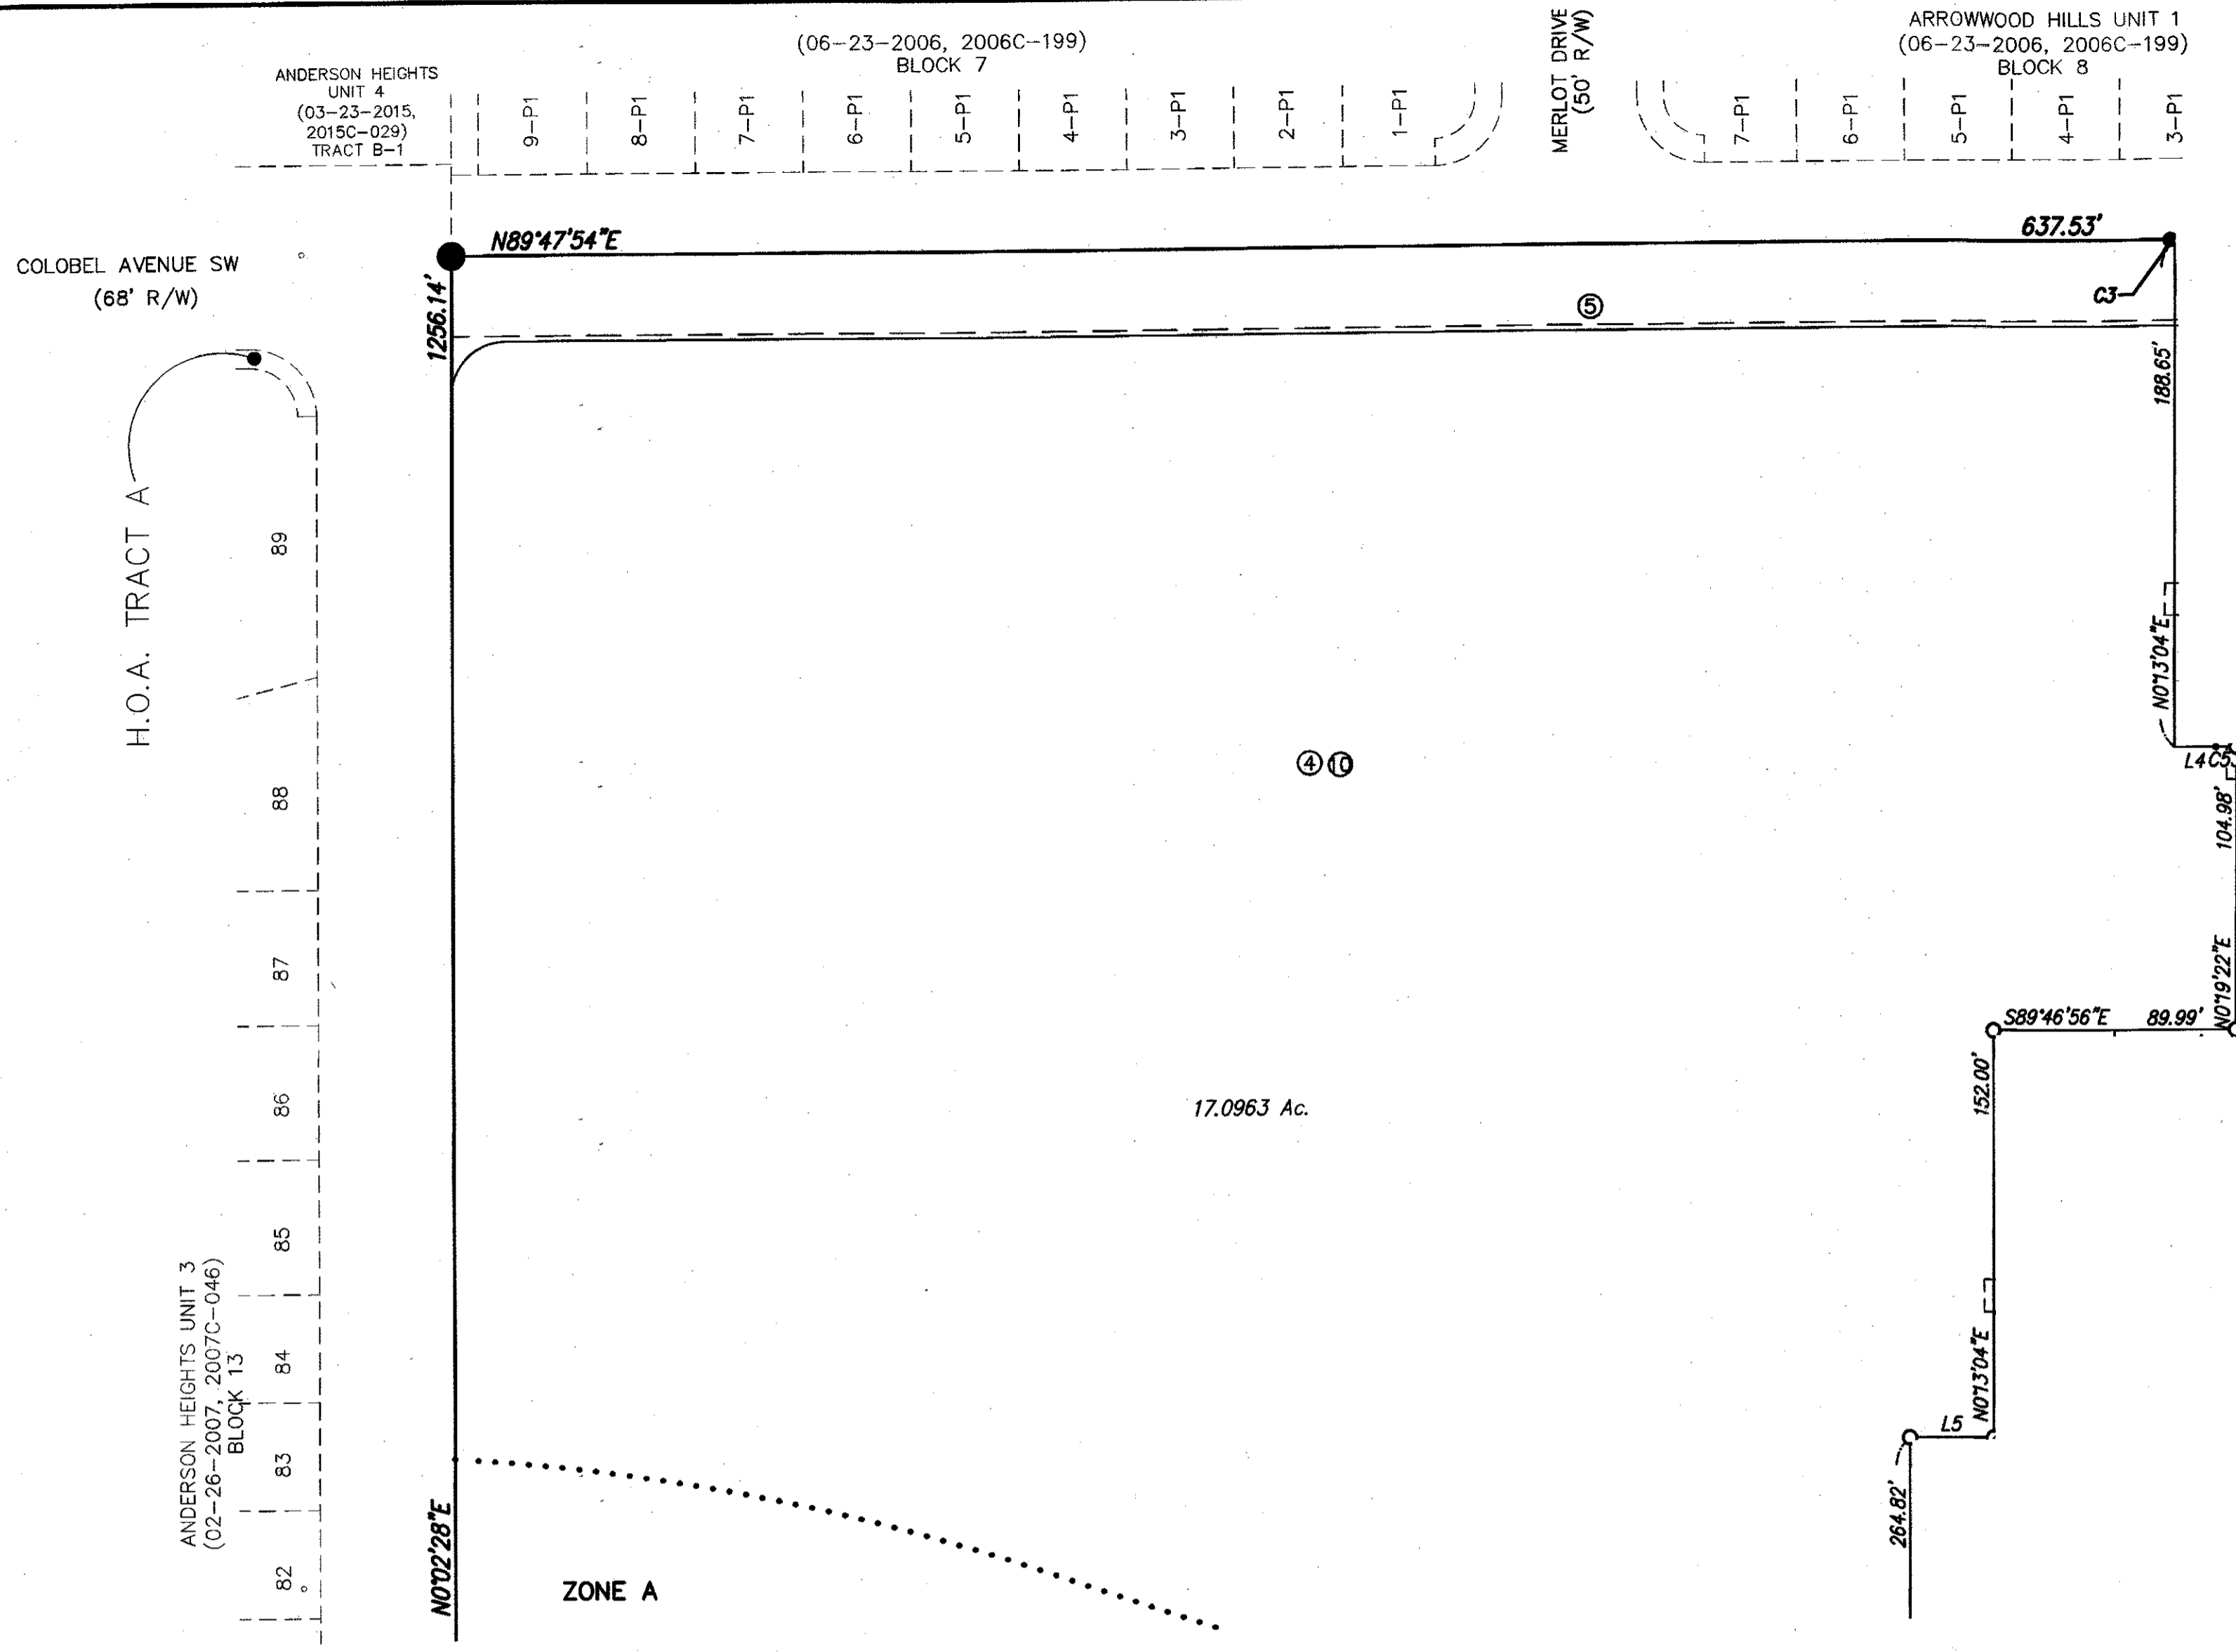 (06-23-2006, 2006C-199)
BLOCK 7
MERLOT DRIVE
(50' R/W)
ARROWWOOD HILLS UNIT 1
(06-23-2006, 2006C-199)
BLOCK 8
ANDERSON HEIGHTS
UNIT 4
(03-23-2015,
2015C-029)
TRACT B-1
9-P1
8-P1
7-P1
6-P1
5-P1
4-P1
3-P1
2-P1
1-P1
7-P1
6-P1
5-P1
4-P1
3-P1
COLOBEL AVENUE SW
(68' R/W)
N89°47'54"E
637.53'
C3
1256.14'
5
188.65'
H.O.A. TRACT A
89
N0°13'04"E
4 10
L4
C5
88
104.98'
87
N0°19'22"E
S89°46'56"E 89.99'
152.00'
86
17.0963 Ac.
85
ANDERSON HEIGHTS UNIT 3
(02-26-2007, 2007C-046)
BLOCK 13
84
N0°13'04"E
L5
83
264.82'
N0°02'28"E
82
ZONE A